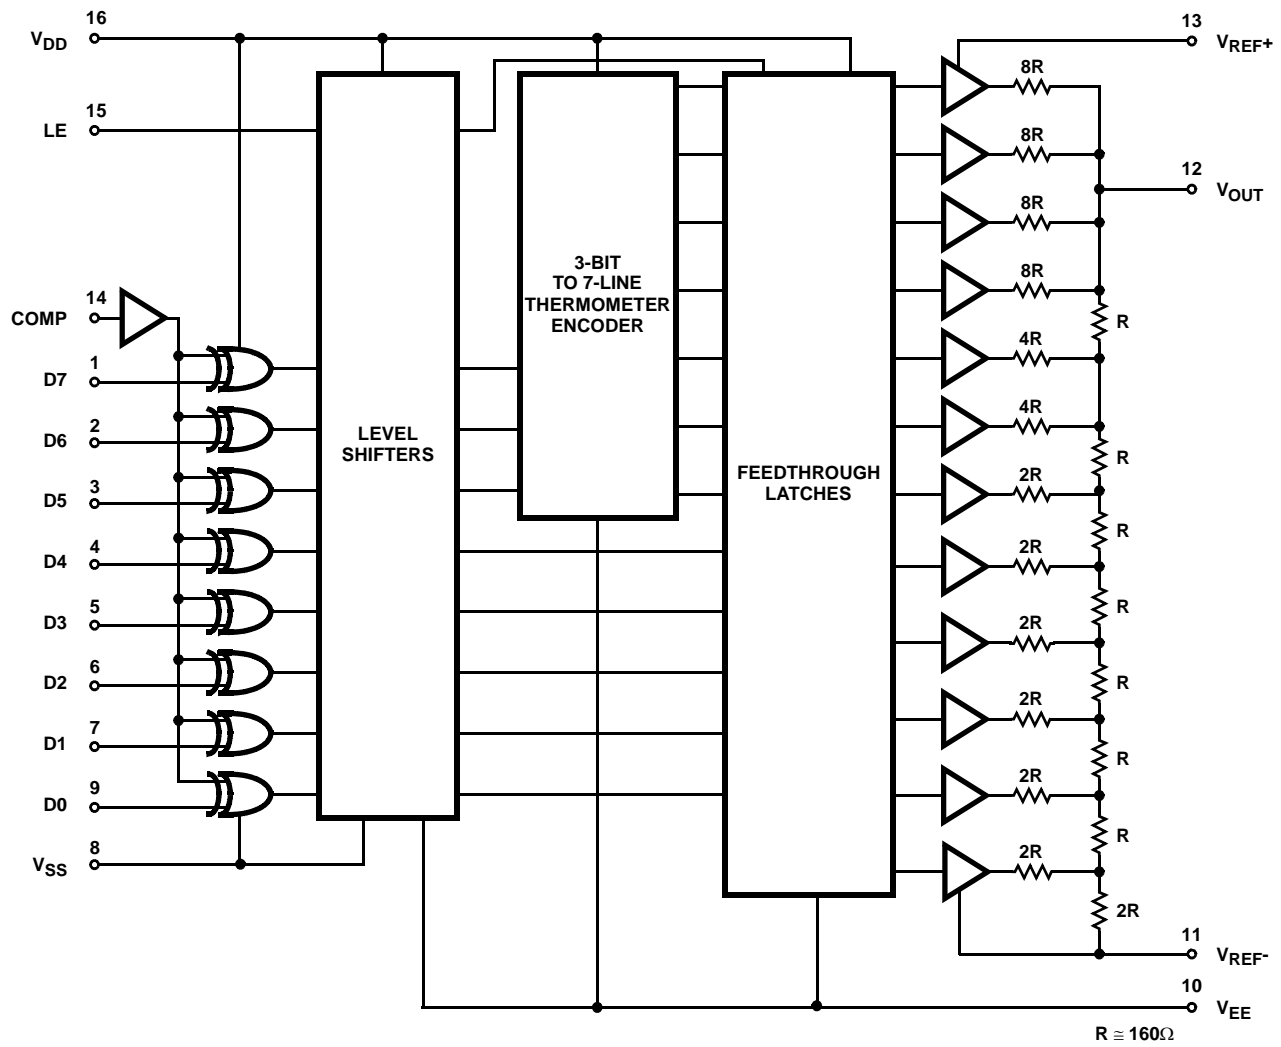 16
V_DD
15
LE
14
COMP
1
D7
2
D6
3
D5
4
D4
5
D3
6
D2
7
D1
9
D0
8
V_SS
LEVEL
SHIFTERS
3-BIT
TO 7-LINE
THERMOMETER
ENCODER
FEEDTHROUGH
LATCHES
8R
8R
8R
8R
4R
4R
2R
2R
2R
2R
2R
2R
R
R
R
R
R
R
R
2R
13
V_REF+
12
V_OUT
11
V_REF-
10
V_EE
R ≅ 160Ω